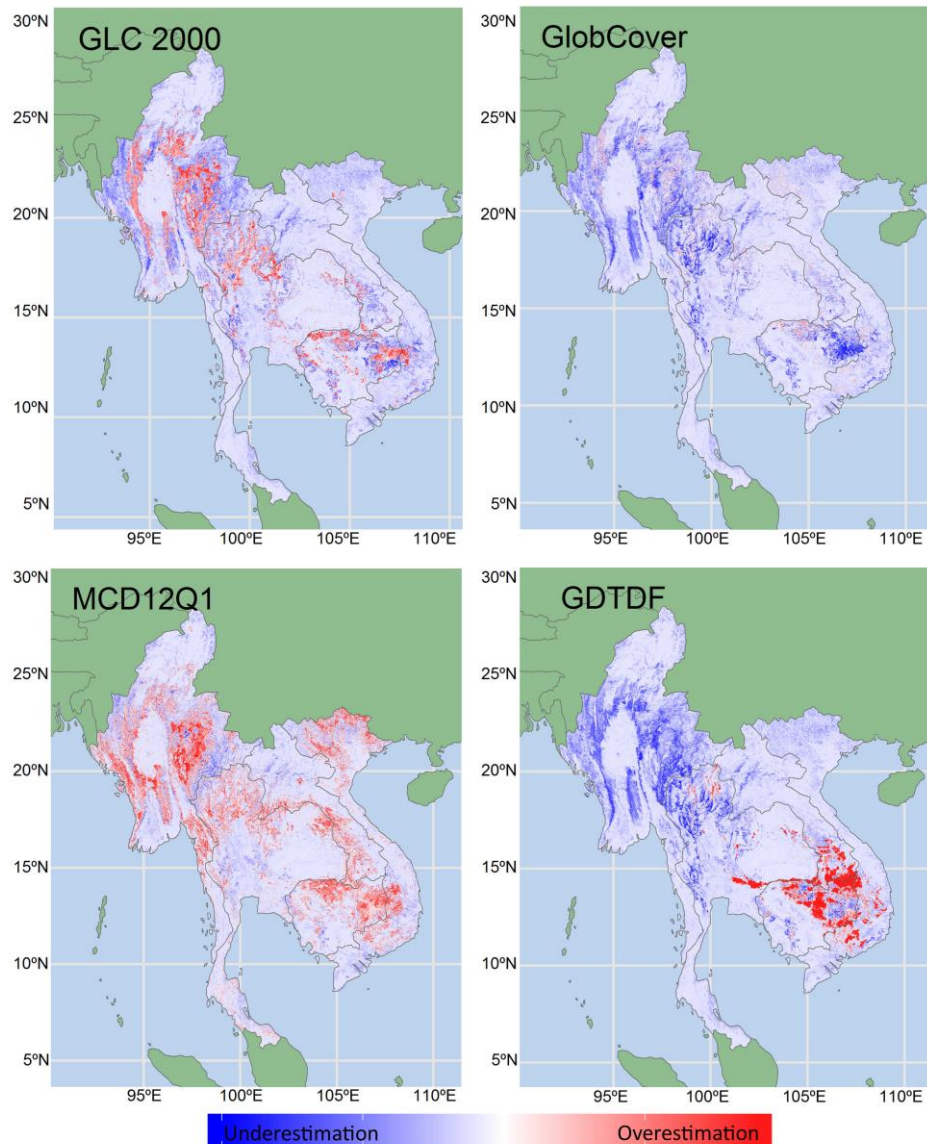 GLC 2000
30ºN
25ºN
20ºN
15ºN
10ºN
5ºN
95ºE 100ºE 105ºE 110ºE
GlobCover
30ºN
25ºN
20ºN
15ºN
10ºN
5ºN
95ºE 100ºE 105ºE 110ºE
MCD12Q1
30ºN
25ºN
20ºN
15ºN
10ºN
5ºN
95ºE 100ºE 105ºE 110ºE
GDTDF
30ºN
25ºN
20ºN
15ºN
10ºN
5ºN
95ºE 100ºE 105ºE 110ºE
Underestimation Overestimation